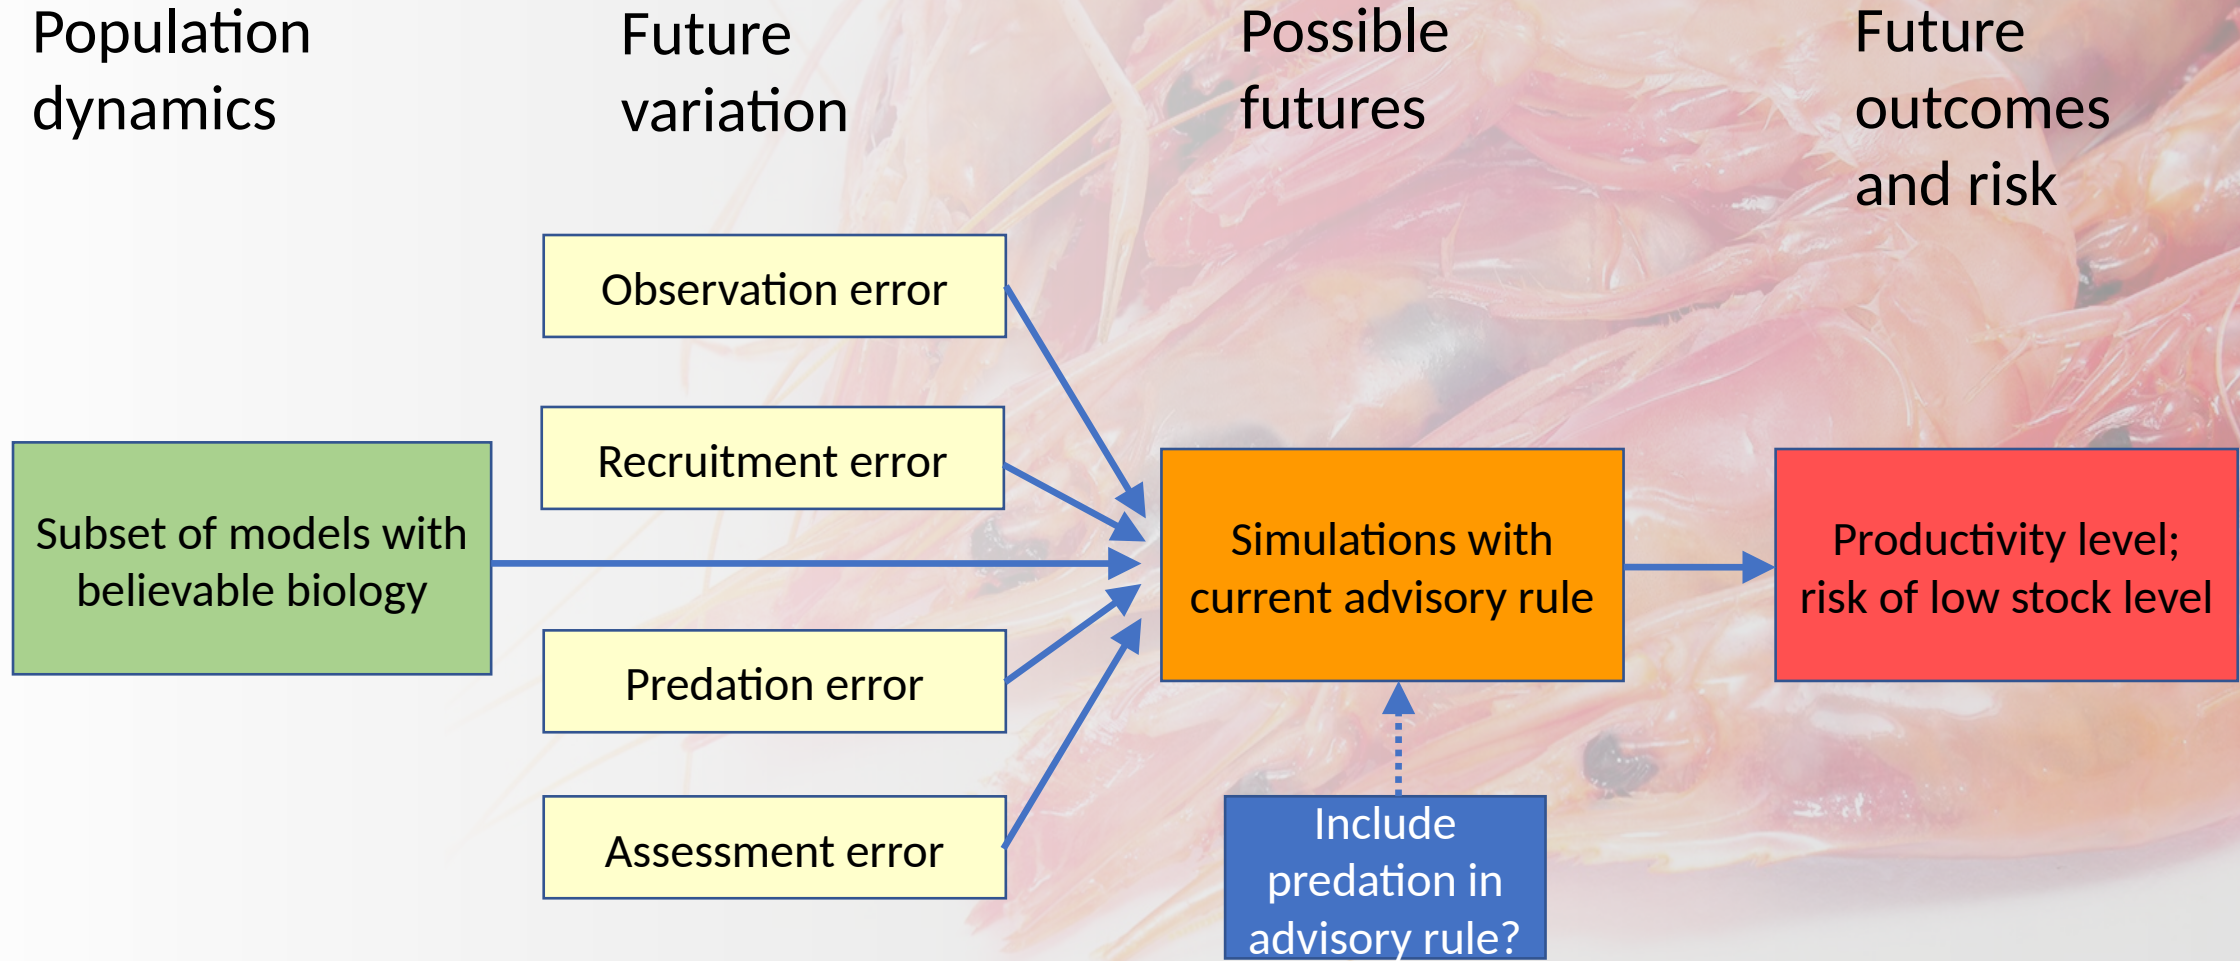 Population
dynamics
Future
variation
Possible
futures
Future
outcomes
and risk
Observation error
Recruitment error
Subset of models with
believable biology
Predation error
Assessment error
Simulations with
current advisory rule
Include
predation in
advisory rule?
Productivity level;
risk of low stock level